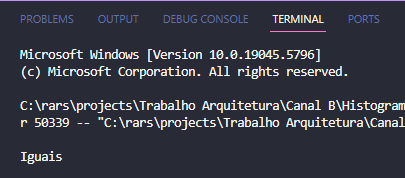 PROBLEMS OUTPUT DEBUG CONSOLE TERMINAL PORTS
Microsoft Windows [Version 10.0.19045.5796]
(c) Microsoft Corporation. All rights reserved.
C:\rars\projects\Trabalho Arquitetura\Canal B\Histogram
r 50339 -- "C:\rars\projects\Trabalho Arquitetura\Canal
Iguais